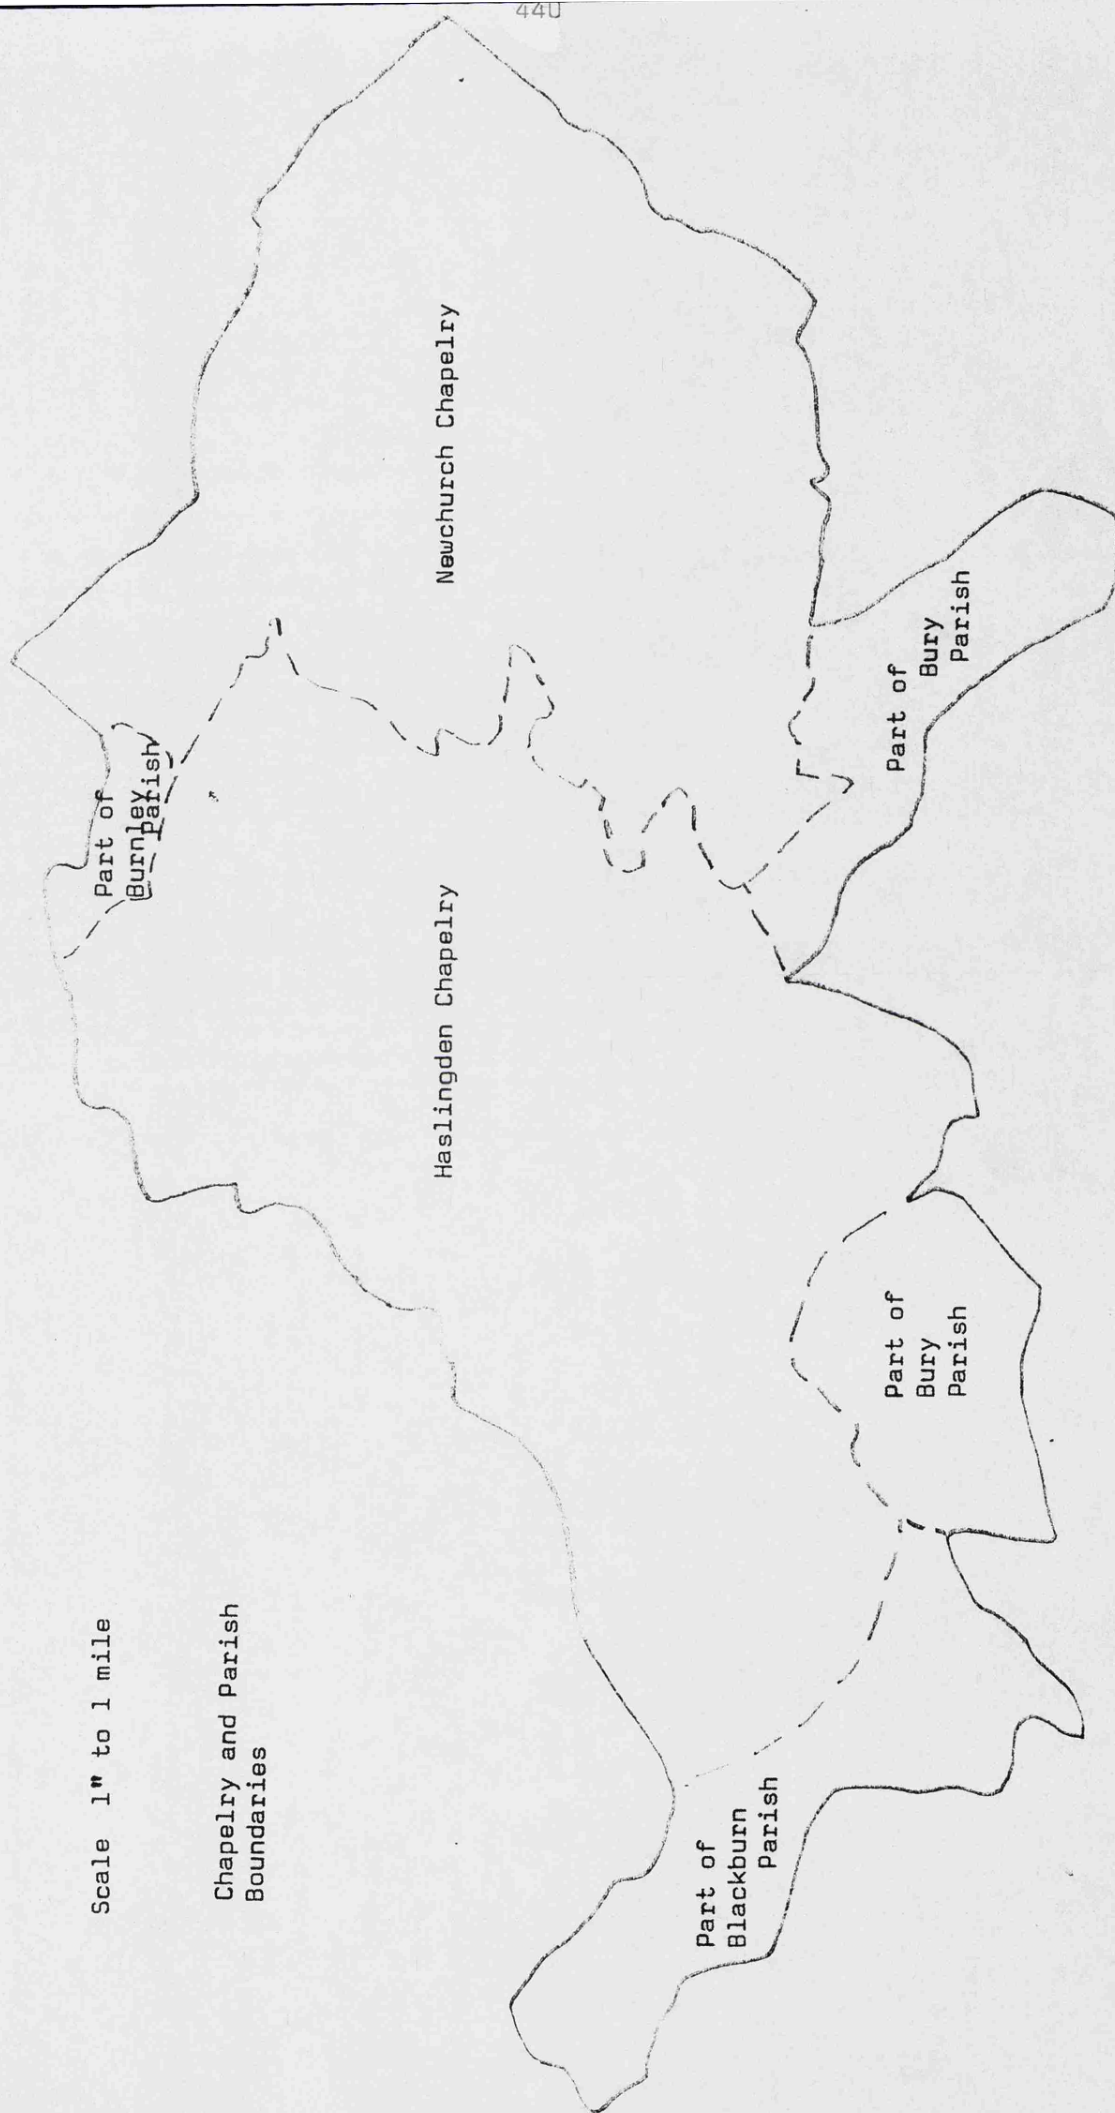 440
Scale 1" to 1 mile
Chapelry and Parish
Boundaries
Part of
Burnley
Parish
Newchurch Chapelry
Haslingden Chapelry
Part of
Bury
Parish
Part of
Bury
Parish
Part of
Blackburn
Parish